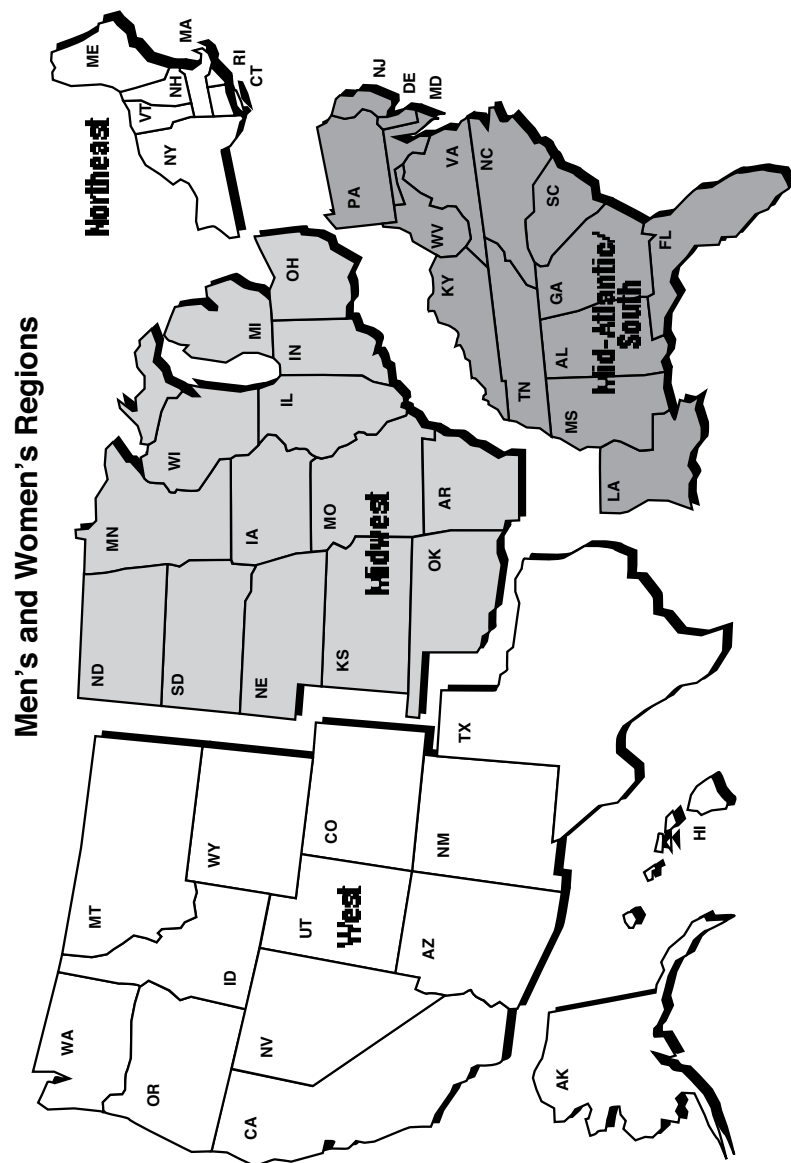 Men's and Women's Regions
WA
OR
CA
NV
ID
MT
WY
UT
CO
AZ
NM
West
AK
HI
TX
ND
SD
NE
KS
OK
MN
IA
MO
AR
WI
IL
IN
MI
OH
Midwest
Northeast
ME
VT
NH
MA
RI
CT
NY
PA
NJ
DE
MD
VA
WV
NC
SC
KY
TN
GA
AL
MS
LA
FL
Mid-Atlantic/
South